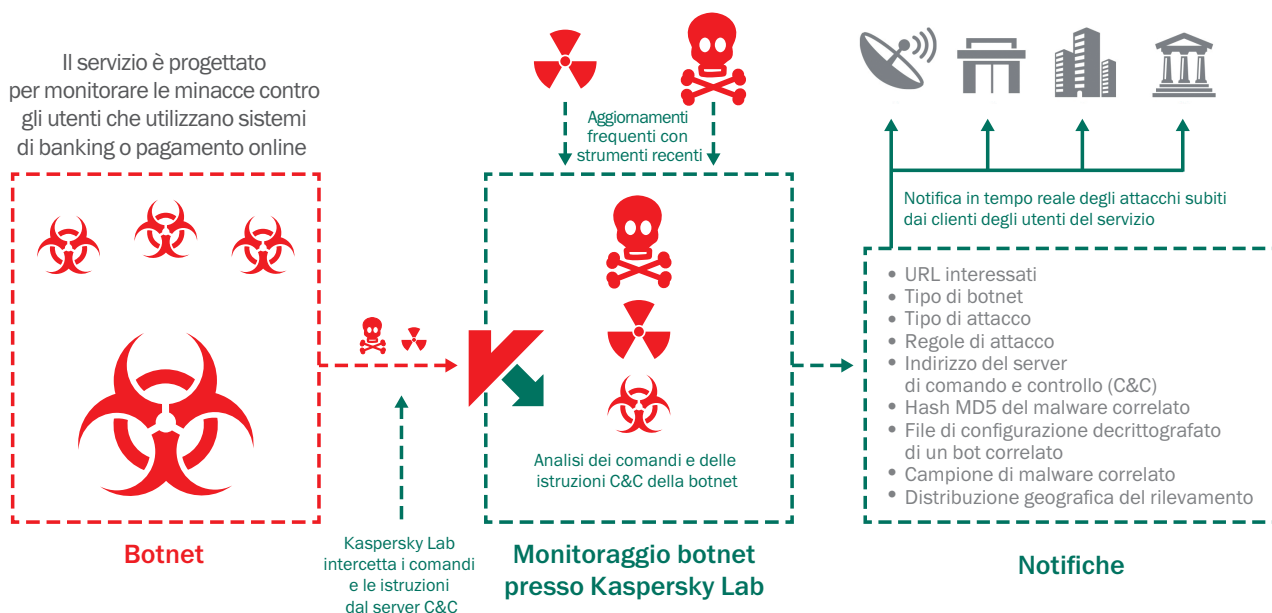 Il servizio è progettato
per monitorare le minacce contro
gli utenti che utilizzano sistemi
di banking o pagamento online
Botnet
Kaspersky Lab
intercetta i comandi
e le istruzioni
dal server C&C
Aggiornamenti
frequenti con
strumenti recenti
Analisi dei comandi e delle
istruzioni C&C della botnet
Monitoraggio botnet
presso Kaspersky Lab
Notifica in tempo reale degli attacchi subiti
dai clienti degli utenti del servizio
• URL interessati
• Tipo di botnet
• Tipo di attacco
• Regole di attacco
• Indirizzo del server
di comando e controllo (C&C)
• Hash MD5 del malware correlato
• File di configurazione decrittografato
di un bot correlato
• Campione di malware correlato
• Distribuzione geografica del rilevamento
Notifiche